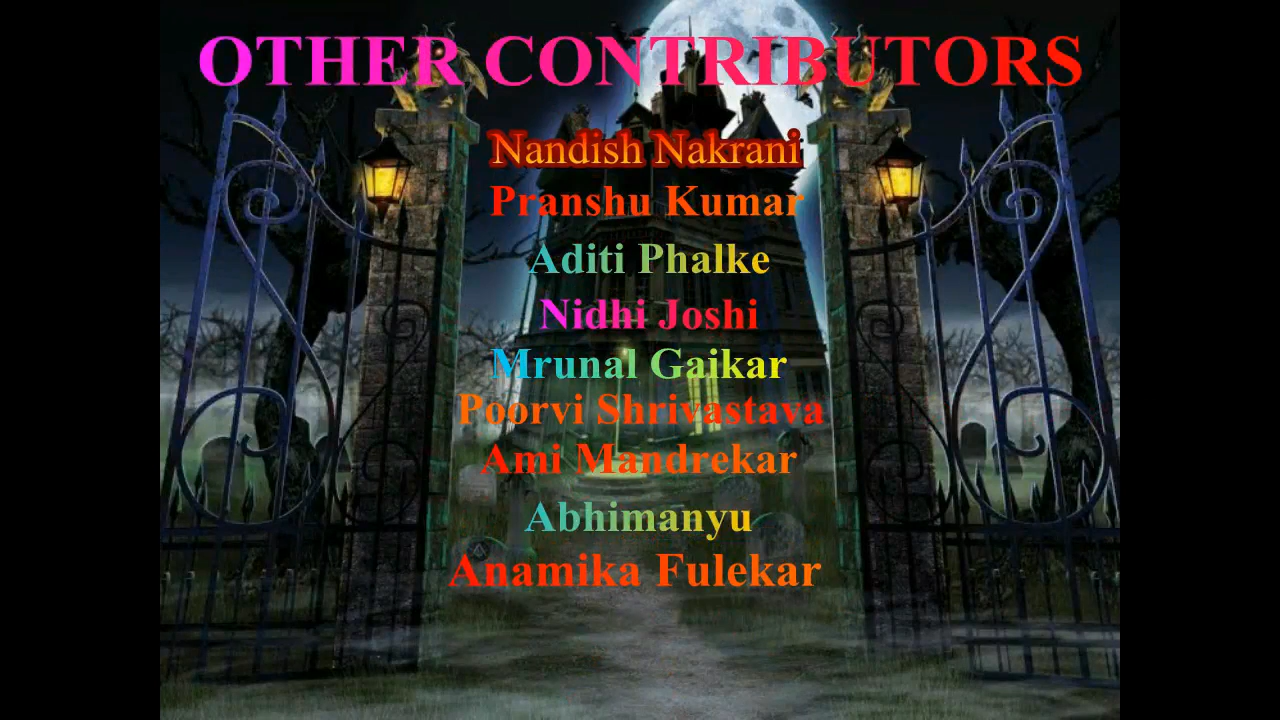 OTHER CONTRIBUTORS
Nandish Nakrani
Pranshu Kumar
Aditi Phalke
Nidhi Joshi
Mrunal Gaikar
Poorvi Shrivastava
Ami Mandrekar
Abhimanyu
Anamika Fulekar